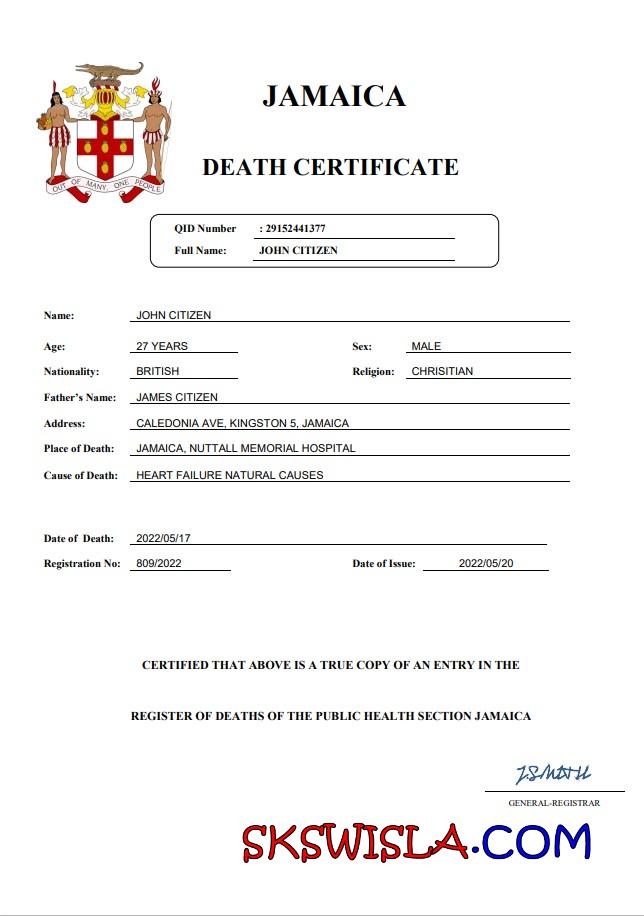 JAMAICA
DEATH CERTIFICATE
OUT OF MANY, ONE PEOPLE
QID Number : 29152441377
Full Name: JOHN CITIZEN
Name: JOHN CITIZEN
Age: 27 YEARS Sex: MALE
Nationality: BRITISH Religion: CHRISITIAN
Father's Name: JAMES CITIZEN
Address: CALEDONIA AVE, KINGSTON 5, JAMAICA
Place of Death: JAMAICA, NUTTALL MEMORIAL HOSPITAL
Cause of Death: HEART FAILURE NATURAL CAUSES
Date of Death: 2022/05/17
Registration No: 809/2022 Date of Issue: 2022/05/20
CERTIFIED THAT ABOVE IS A TRUE COPY OF AN ENTRY IN THE
REGISTER OF DEATHS OF THE PUBLIC HEALTH SECTION JAMAICA
GENERAL-REGISTRAR
SKSWISLA.COM